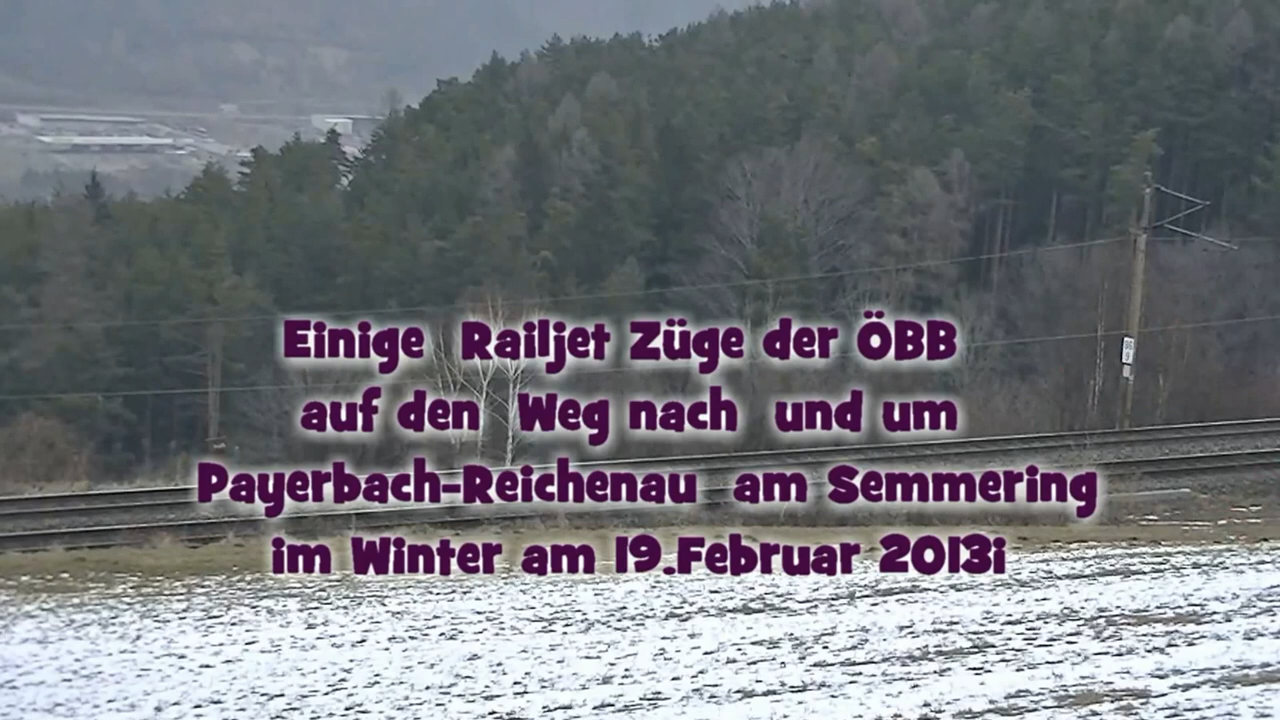 Einige Railjet Züge der ÖBB
auf den Weg nach und um
Payerbach-Reichenau am Semmering
im Winter am 19.Februar 2013i